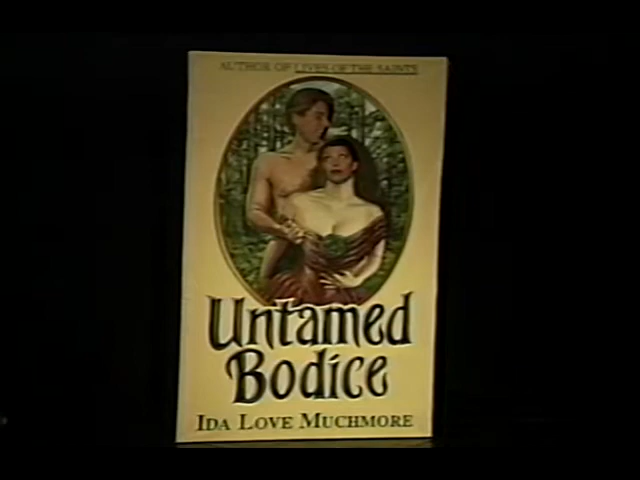 AUTHOR OF LIVES OF THE SAINTS
Untamed
Bodice
IDA LOVE MUCHMORE